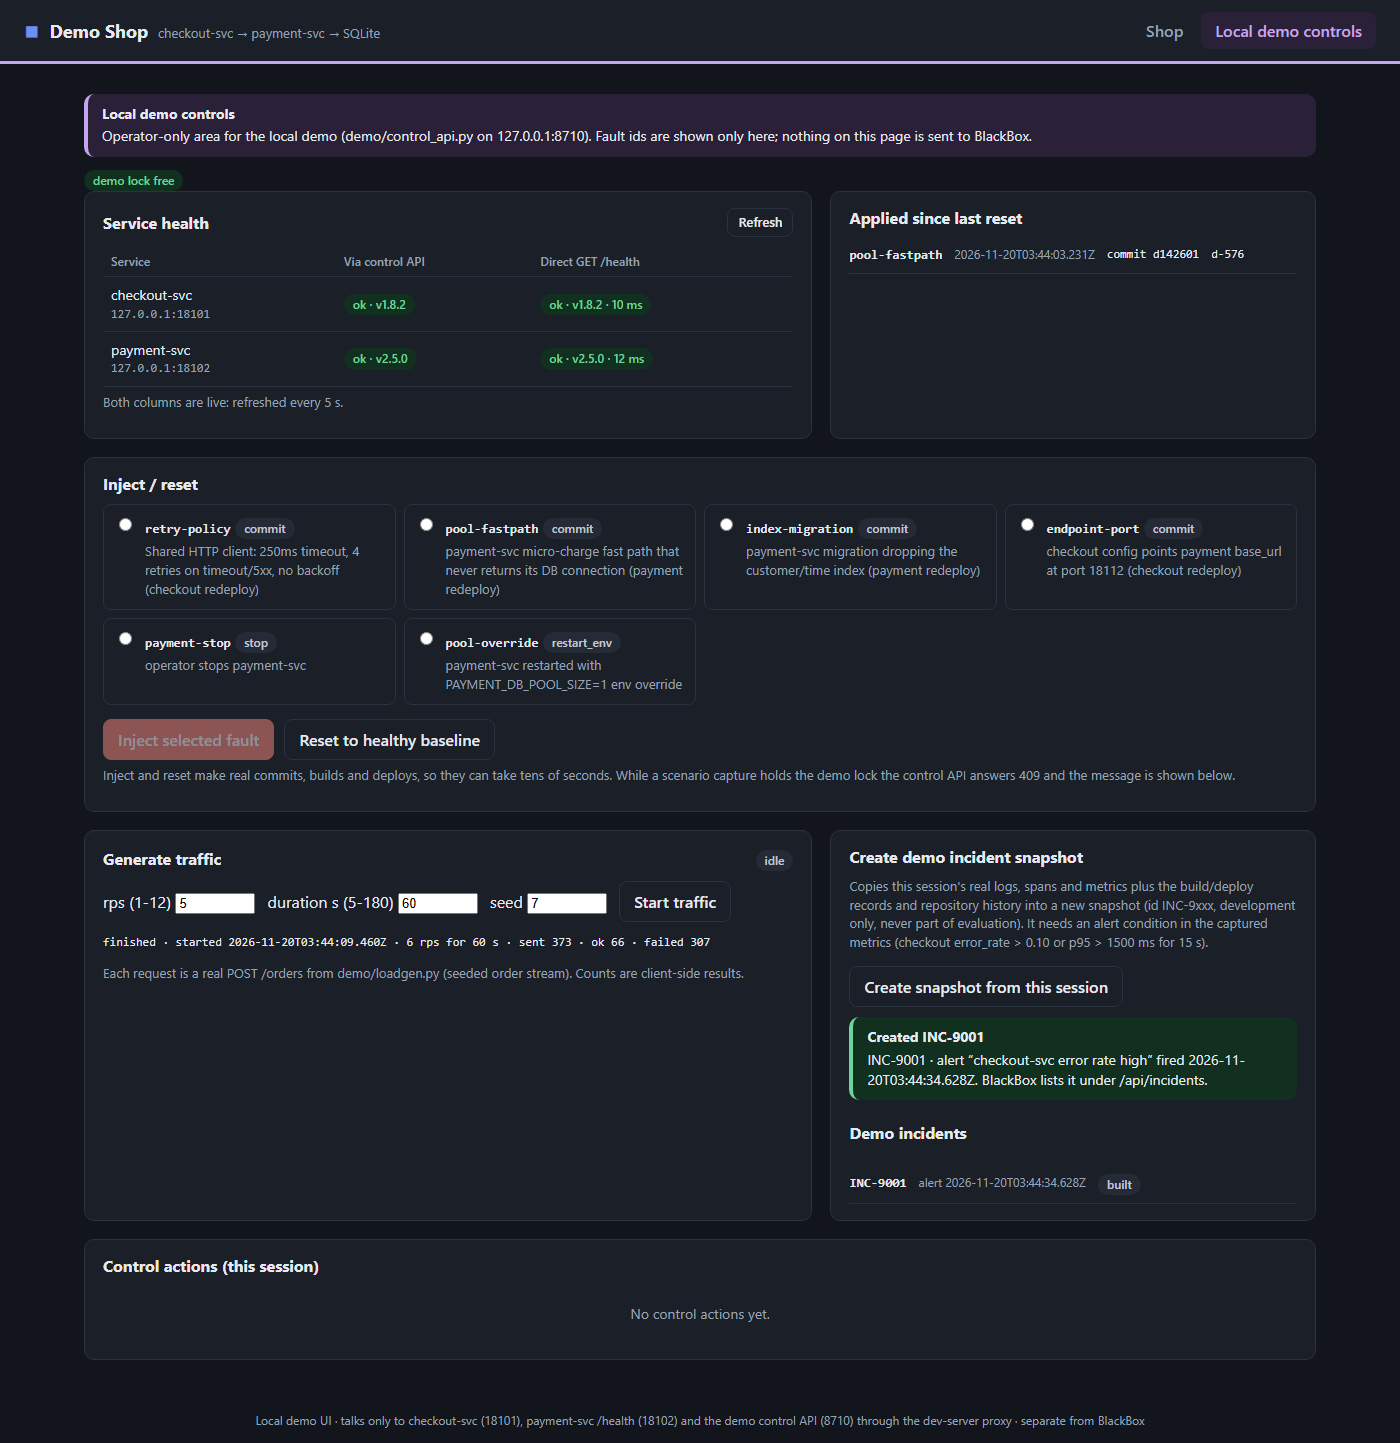 Demo Shop checkout-svc → payment-svc → SQLite
Shop
Local demo controls
Local demo controls
Operator-only area for the local demo (demo/control_api.py on 127.0.0.1:8710). Fault ids are shown only here; nothing on this page is sent to BlackBox.
demo lock free
Service health
Refresh
Service Via control API Direct GET /health
checkout-svc
127.0.0.1:18101
ok · v1.8.2
ok · v1.8.2 · 10 ms
payment-svc
127.0.0.1:18102
ok · v2.5.0
ok · v2.5.0 · 12 ms
Both columns are live: refreshed every 5 s.
Applied since last reset
pool-fastpath 2026-11-20T03:44:03.231Z commit d142601 d-576
Inject / reset
retry-policy commit
Shared HTTP client: 250ms timeout, 4
retries on timeout/5xx, no backoff
(checkout redeploy)
pool-fastpath commit
payment-svc micro-charge fast path that
never returns its DB connection (payment
redeploy)
index-migration commit
payment-svc migration dropping the
customer/time index (payment redeploy)
endpoint-port commit
checkout config points payment base_url
at port 18112 (checkout redeploy)
payment-stop stop
operator stops payment-svc
pool-override restart_env
payment-svc restarted with
PAYMENT_DB_POOL_SIZE=1 env override
Inject selected fault
Reset to healthy baseline
Inject and reset make real commits, builds and deploys, so they can take tens of seconds. While a scenario capture holds the demo lock the control API answers 409 and the message is shown below.
Generate traffic
idle
rps (1-12) 5 duration s (5-180) 60 seed 7 Start traffic
finished · started 2026-11-20T03:44:09.460Z · 6 rps for 60 s · sent 373 · ok 66 · failed 307
Each request is a real POST /orders from demo/loadgen.py (seeded order stream). Counts are client-side results.
Create demo incident snapshot
Copies this session's real logs, spans and metrics plus the build/deploy
records and repository history into a new snapshot (id INC-9xxx, development
only, never part of evaluation). It needs an alert condition in the captured
metrics (checkout error_rate > 0.10 or p95 > 1500 ms for 15 s).
Create snapshot from this session
Created INC-9001
INC-9001 · alert “checkout-svc error rate high” fired 2026-11-
20T03:44:34.628Z. BlackBox lists it under /api/incidents.
Demo incidents
INC-9001 alert 2026-11-20T03:44:34.628Z built
Control actions (this session)
No control actions yet.
Local demo UI · talks only to checkout-svc (18101), payment-svc /health (18102) and the demo control API (8710) through the dev-server proxy · separate from BlackBox